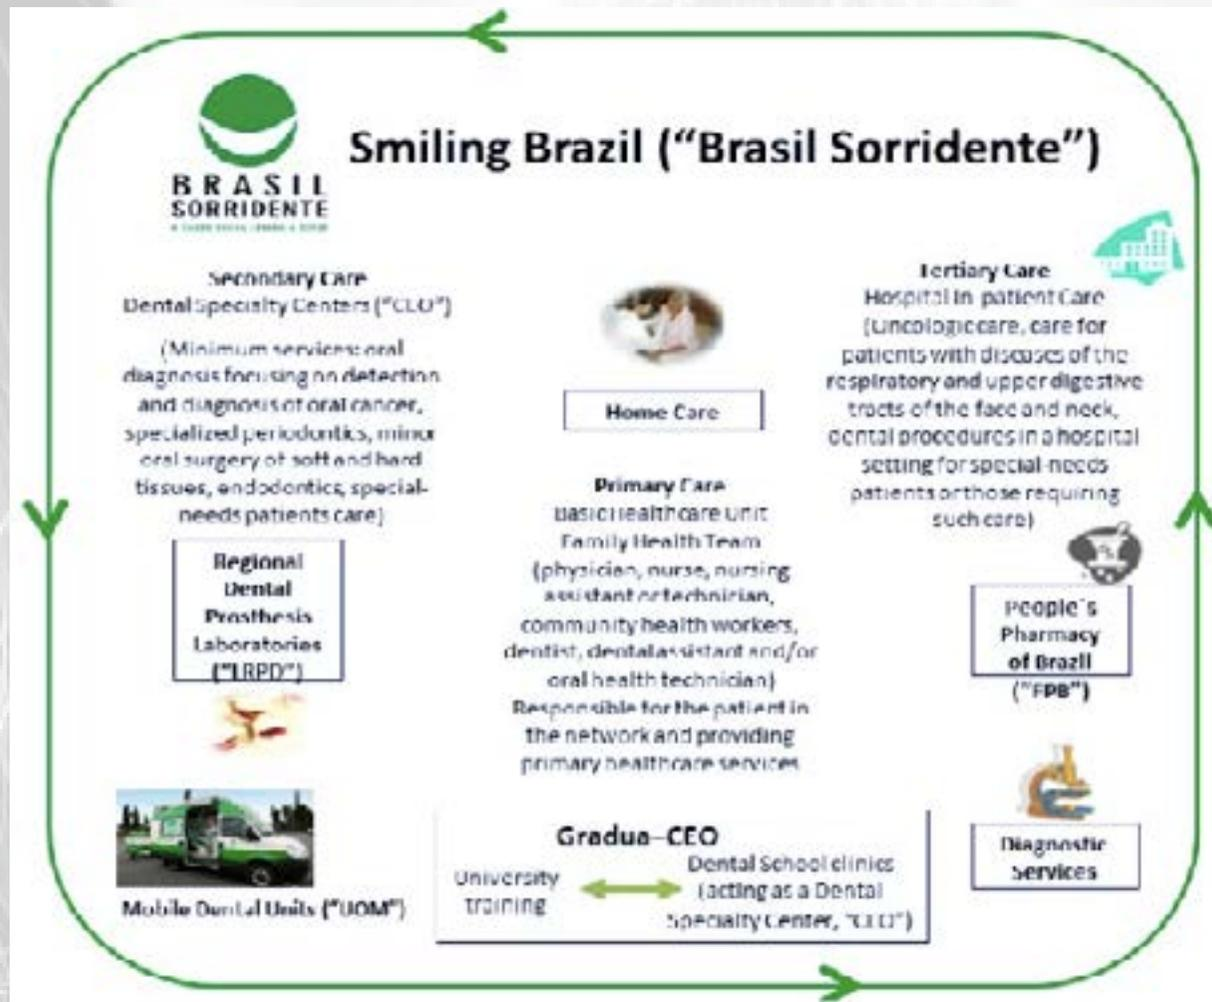 Smiling Brazil (“Brasil Sorridente”)
BRASIL
SORRIDENTE
Secondary Care
Dental Specialty Centers (“CEO”)
(Minimum services: oral
diagnosis focusing on detection
and diagnosis of oral cancer,
specialized periodontics, minor
oral surgery of soft and hard
tissues, endodontics, special-
needs patients care)
Regional
Dental
Prosthesis
Laboratories
(“LRPD”)
Mobile Dental Units (“UOM”)
Home Care
Primary Care
Basic Healthcare Unit
Family Health Team
(physician, nurse, nursing
assistant or technician,
community health workers,
dentist, dental assistant and/or
oral health technician)
Responsible for the patient in
the network and providing
primary healthcare services
Gradua–CEO
University
training
Dental School clinics
(acting as a Dental
Specialty Center, “CEO”)
Tertiary Care
Hospital In-patient Care
(Oncologic care, care for
patients with diseases of the
respiratory and upper digestive
tracts of the face and neck,
dental procedures in a hospital
setting for special-needs
patients or those requiring
such care)
People´s
Pharmacy
of Brazil
(“FPB”)
Diagnostic
Services